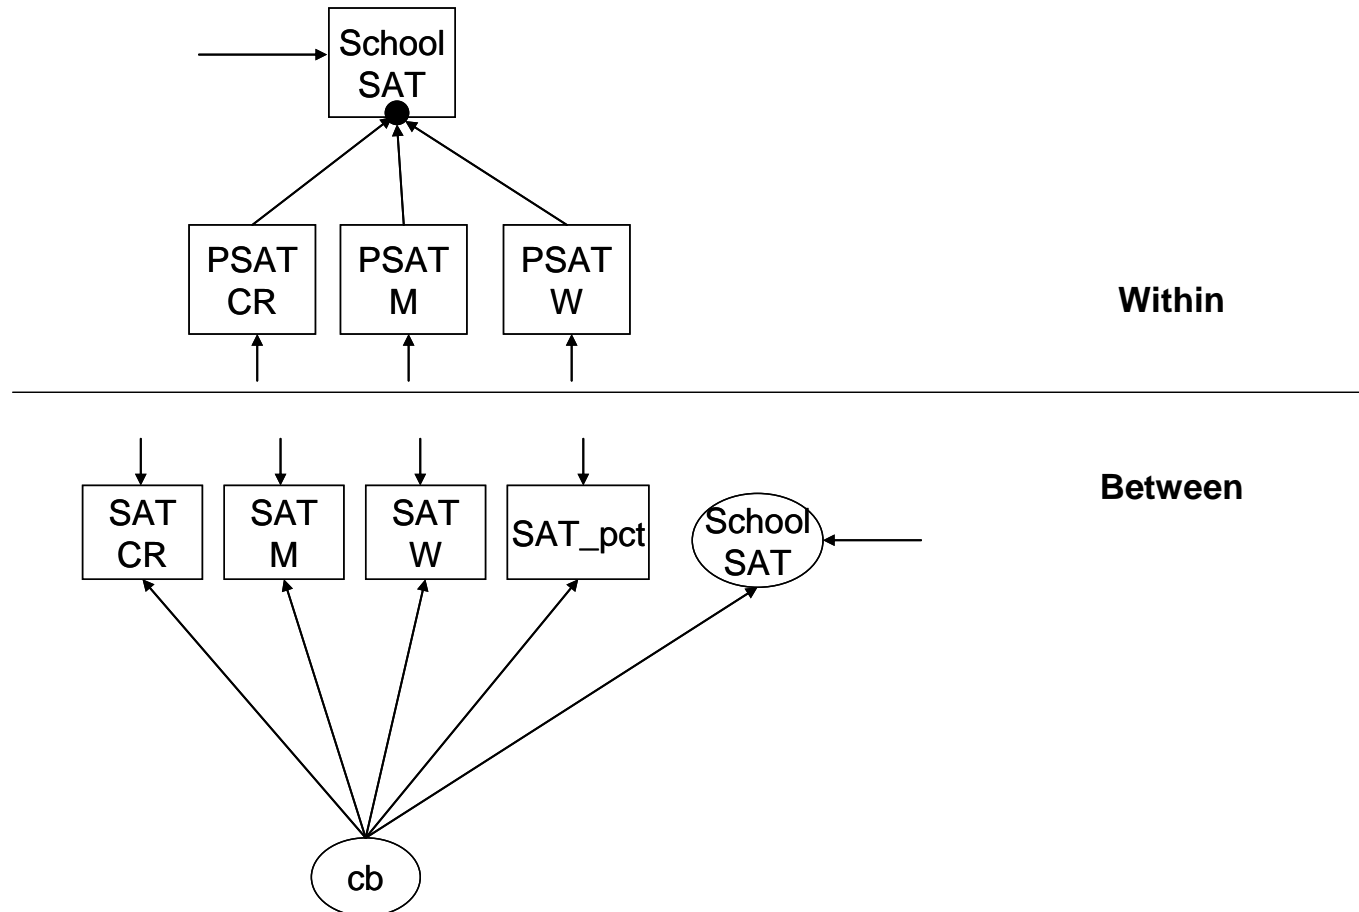 School
SAT
PSAT
CR
PSAT
M
PSAT
W
Within
Between
SAT
CR
SAT
M
SAT
W
SAT_pct
School
SAT
cb